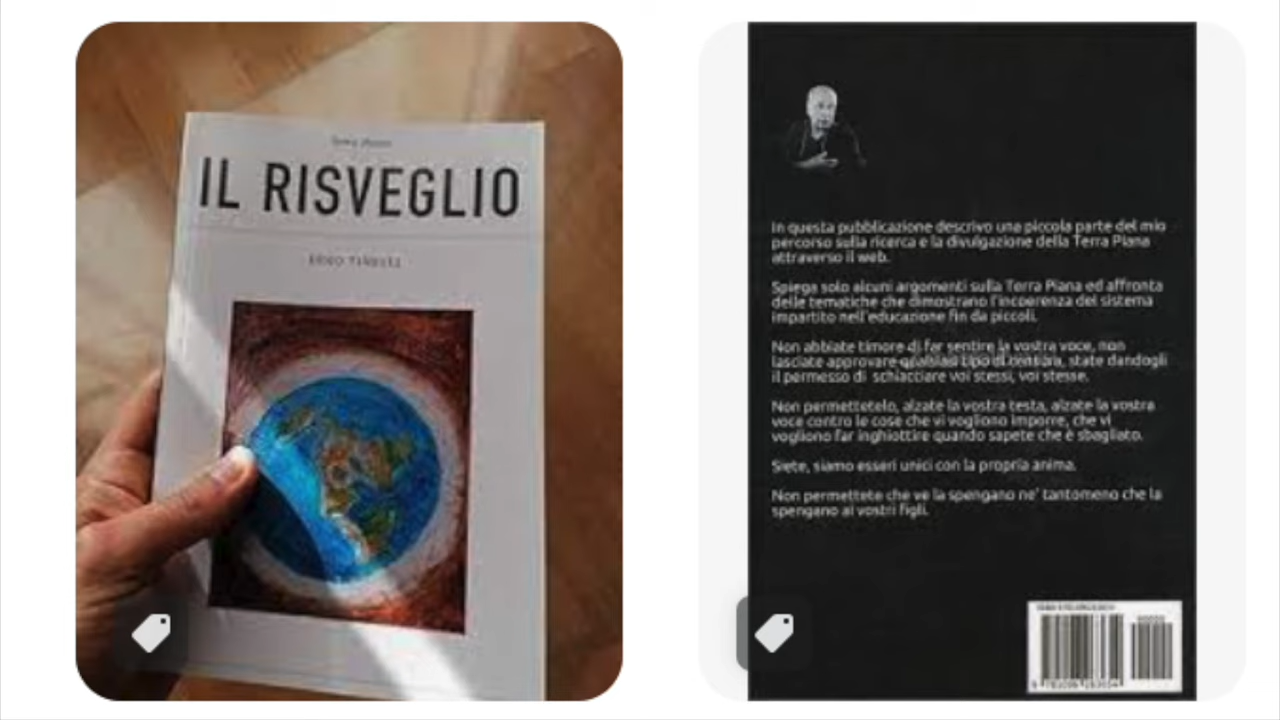 IL RISVEGLIO
In questa pubblicazione descrivo una piccola parte del mio
percorso sulla ricerca e la divulgazione della Terra Piana
attraverso il web.
Spiega solo alcuni argomenti sulla Terra Piana ed affronta
delle tematiche che dimostrano l'incoerenza del sistema
impartito nell'educazione fin da piccoli.
Non abbiate timore di far sentire la vostra voce, non
lasciate approvare qualsiasi tipo di censura, state dandogli
il permesso di schiacciare voi stessi, voi stesse.
Non permettetelo, alzate la vostra testa, alzate la vostra
voce contro le cose che vi vogliono imporre, che vi
vogliono far inghiottire quando sapete che è sbagliato.
Siete, siamo esseri unici con la propria anima.
Non permettete che ve la spengano ne' tantomeno che la
spengano ai vostri figli.